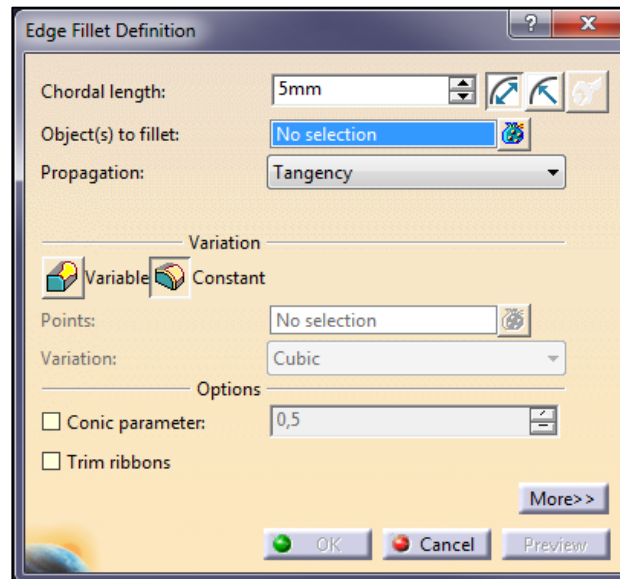 Edge Fillet Definition
?
Chordal length: 5mm
Object(s) to fillet: No selection
Propagation: Tangency
Variation
Variable Constant
Points: No selection
Variation: Cubic
Options
Conic parameter: 0,5
Trim ribbons
More>>
OK Cancel Preview